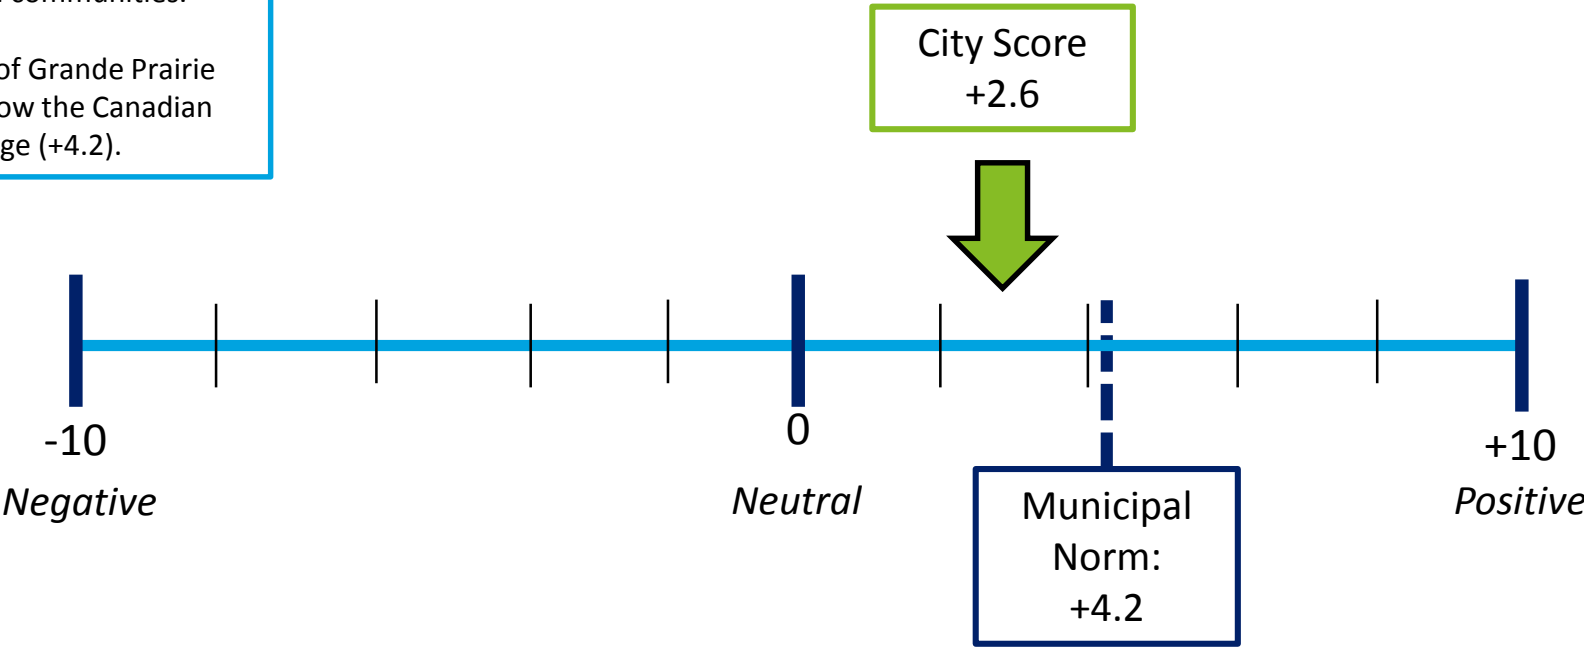 communities.
of Grande Prairie
ow the Canadian
ge (+4.2).
City Score
+2.6
-10
0
+10
Negative
Neutral
Positive
Municipal
Norm:
+4.2